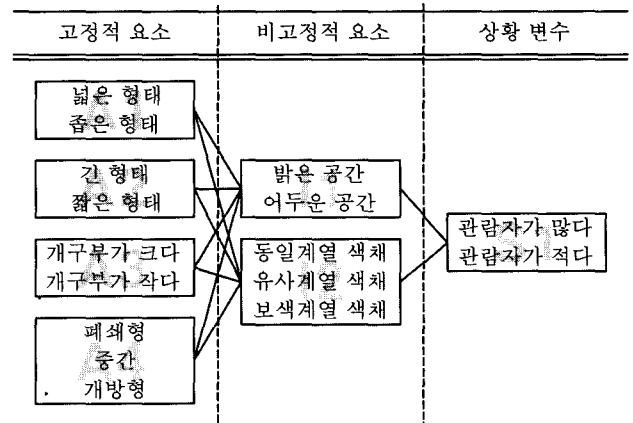 고정적 요소
비고정적 요소
상황 변수
넓은 형태
좁은 형태
긴 형태
짧은 형태
개구부가 크다
개구부가 작다
폐쇄형
중간
개방형
밝은 공간
어두운 공간
동일계열 색채
유사계열 색채
보색계열 색채
관람자가 많다
관람자가 적다